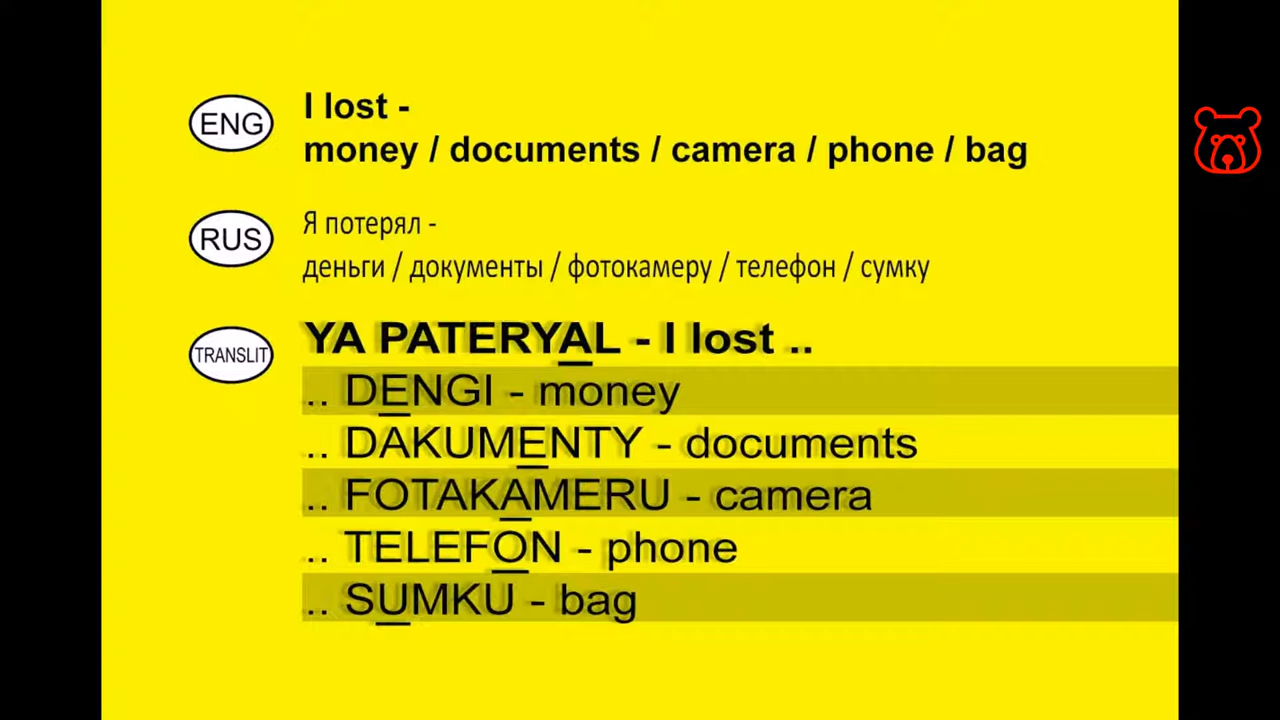 ENG
I lost -
money / documents / camera / phone / bag
RUS
Я потерял -
деньги / документы / фотокамеру / телефон / сумку
TRANSLIT
YA PATERYAL - I lost ..
.. DENGI - money
.. DAKUMENTY - documents
.. FOTAKAMERU - camera
.. TELEFON - phone
.. SUMKU - bag